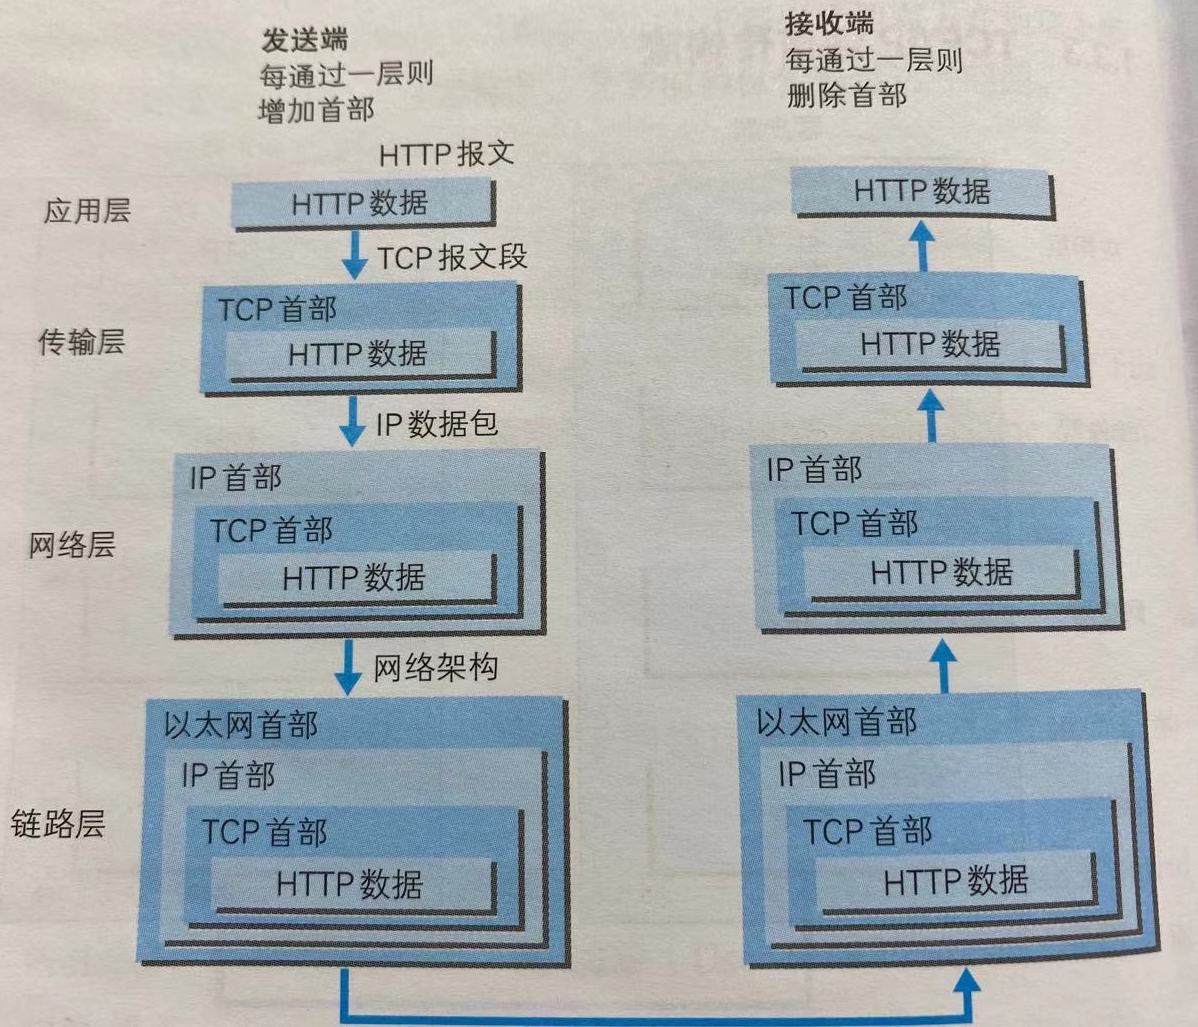 发送端
每通过一层则
增加首部
接收端
每通过一层则
删除首部
HTTP 报文
应用层
HTTP 数据
HTTP 数据
TCP 报文段
传输层
TCP 首部
HTTP 数据
TCP 首部
HTTP 数据
IP 数据包
网络层
IP 首部
TCP 首部
HTTP 数据
IP 首部
TCP 首部
HTTP 数据
网络架构
链路层
以太网首部
IP 首部
TCP 首部
HTTP 数据
以太网首部
IP 首部
TCP 首部
HTTP 数据